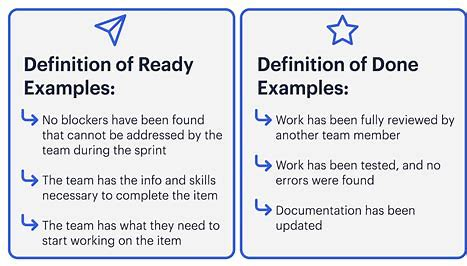 Definition of Ready
Examples:
No blockers have been found
that cannot be addressed by the
team during the sprint
The team has the info and skills
necessary to complete the item
The team has what they need to
start working on the item
Definition of Done
Examples:
Work has been fully reviewed by
another team member
Work has been tested, and no
errors were found
Documentation has been
updated